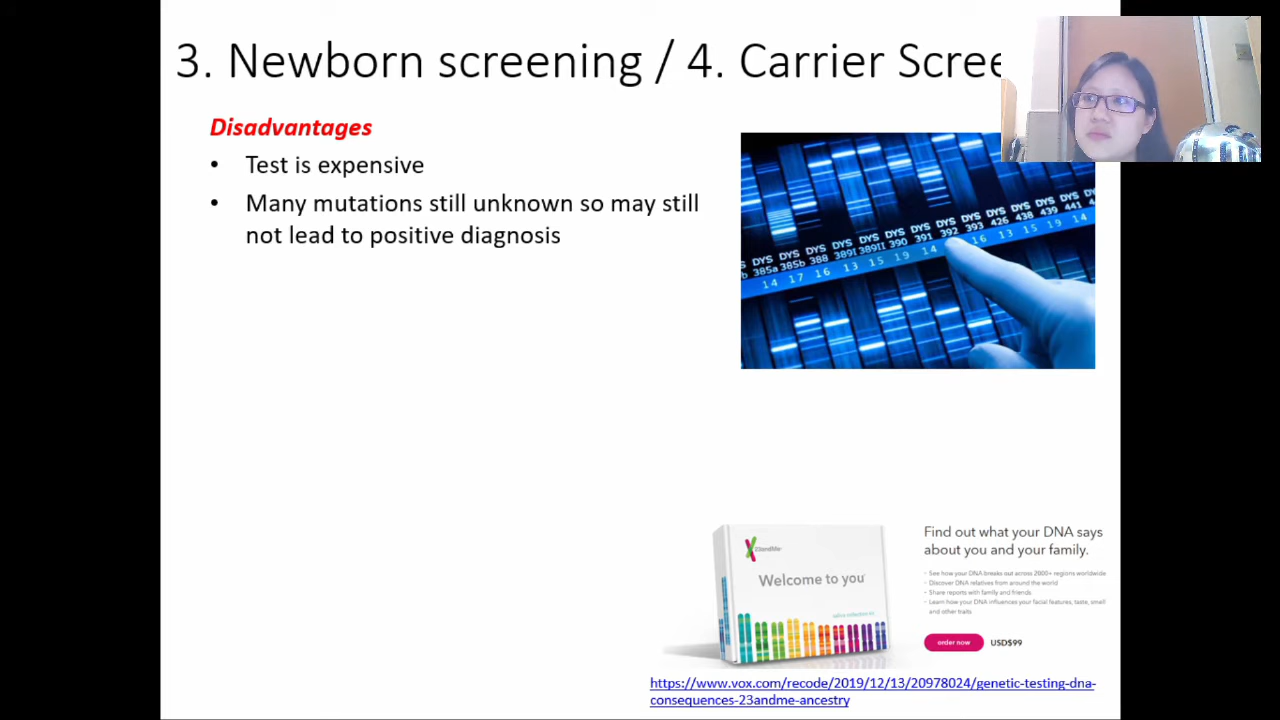 3. Newborn screening / 4. Carrier Scree
Disadvantages
• Test is expensive
• Many mutations still unknown so may still
not lead to positive diagnosis
DYS DYS DYS DYS DYS DYS DYS DYS DYS DYS DYS DYS DYS
385a 385b 388 389I 389II 390 391 392 393 426 438 439 441
14 17 16 13 15 19 14 16 13 15 19 14
23andMe
Welcome to you
saliva collection kit
Find out what your DNA says
about you and your family.
- See how your DNA breaks out across 2000+ regions worldwide
- Discover DNA relatives from around the world
- Share reports with family and friends
- Learn how your DNA influences your facial features, taste, smell
and other traits
order now USD$99
https://www.vox.com/recode/2019/12/13/20978024/genetic-testing-dna-
consequences-23andme-ancestry